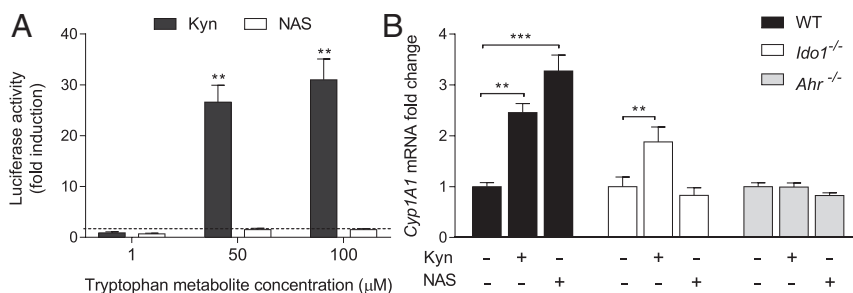 A
Kyn
NAS
Luciferase activity
(fold induction)
40
30
20
10
0
**
**
1
50
100
Tryptophan metabolite concentration (μM)
B
WT
Ido1-/-
Ahr -/-
Cyp1A1 mRNA fold change
4
3
2
1
0
***
**
**
Kyn - + - - + - - + -
NAS - - + - - + - - +